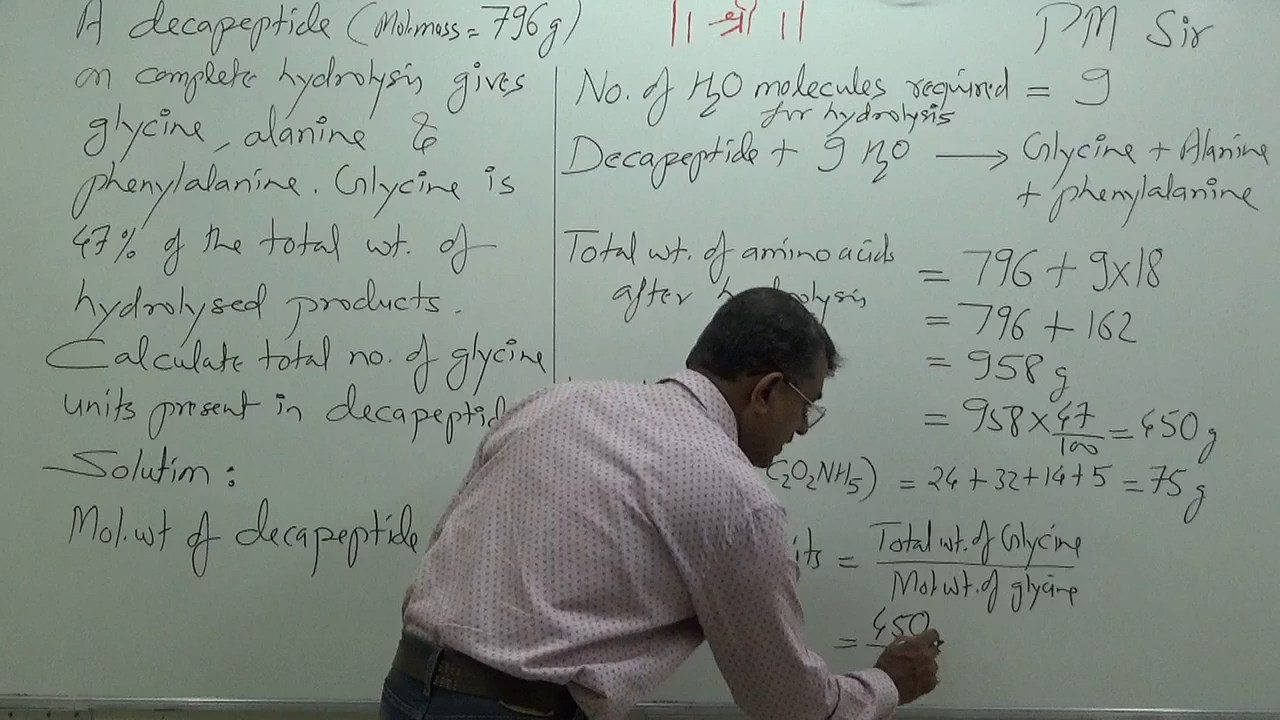 A decapeptide (Mol.mass = 796g)
on complete hydrolysis gives
glycine, alanine &
phenylalanine. Glycine is
47% of the total wt. of
hydrolysed products.
Calculate total no. of glycine
units present in
Solution :
Mol.wt of decapeptide
|| श्री ||
PM Sir
No. of H2O molecules required = 9
for hydrolysis
Decapeptide + 9 H2O ⟶ Glycine + Alanine
+ phenylalanine
Total wt. of amino acids
after
= 796 + 9×18
= 796 + 162
= 958 g
= 958 × 47/100 = 450 g
C2O2NH5) = 24 + 32 + 14 + 5 = 75 g
= Total wt. of Glycine
Mol.wt. of glycine
= 450